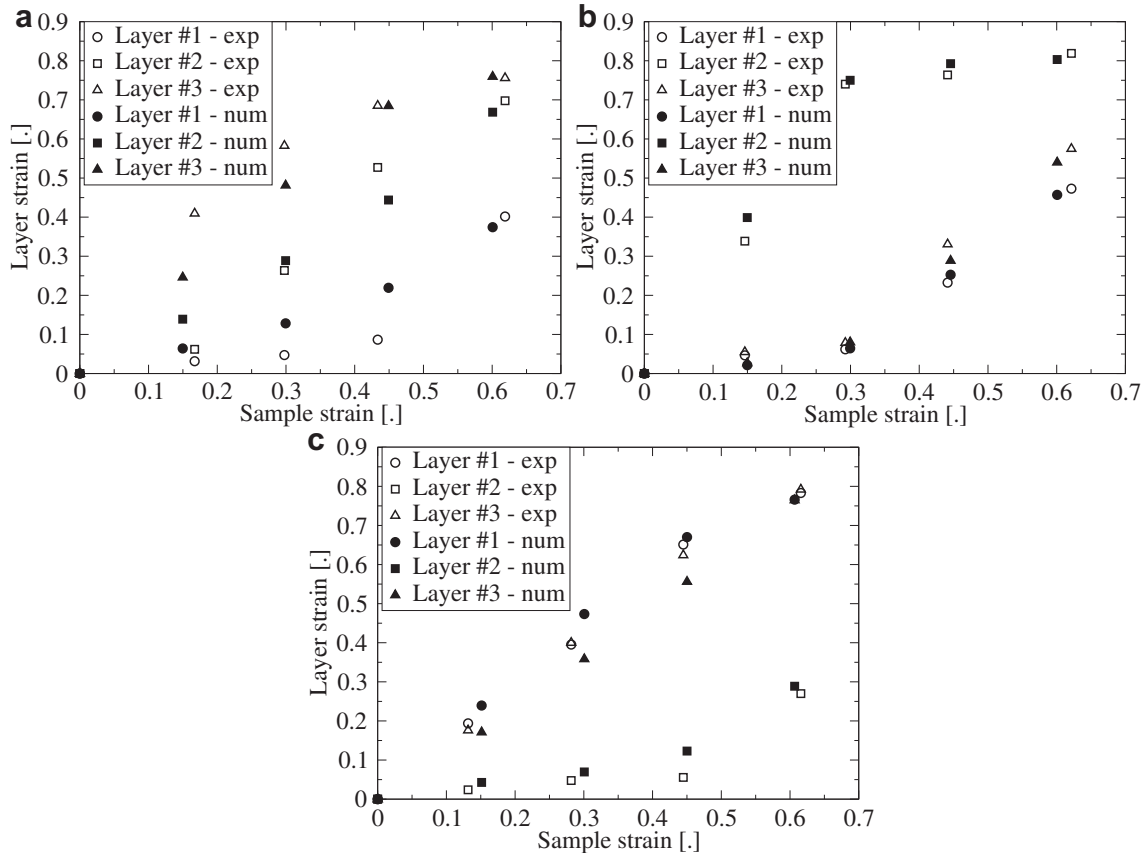 a
0.9
0.8
0.7
0.6
0.5
0.4
0.3
0.2
0.1
0
Layer strain [.]
Layer #1 - exp
Layer #2 - exp
Layer #3 - exp
Layer #1 - num
Layer #2 - num
Layer #3 - num
0 0.1 0.2 0.3 0.4 0.5 0.6 0.7
Sample strain [.]
b
0.9
0.8
0.7
0.6
0.5
0.4
0.3
0.2
0.1
0
Layer strain [.]
Layer #1 - exp
Layer #2 - exp
Layer #3 - exp
Layer #1 - num
Layer #2 - num
Layer #3 - num
0 0.1 0.2 0.3 0.4 0.5 0.6 0.7
Sample strain [.]
c
0.9
0.8
0.7
0.6
0.5
0.4
0.3
0.2
0.1
0
Layer strain [.]
Layer #1 - exp
Layer #2 - exp
Layer #3 - exp
Layer #1 - num
Layer #2 - num
Layer #3 - num
0 0.1 0.2 0.3 0.4 0.5 0.6 0.7
Sample strain [.]